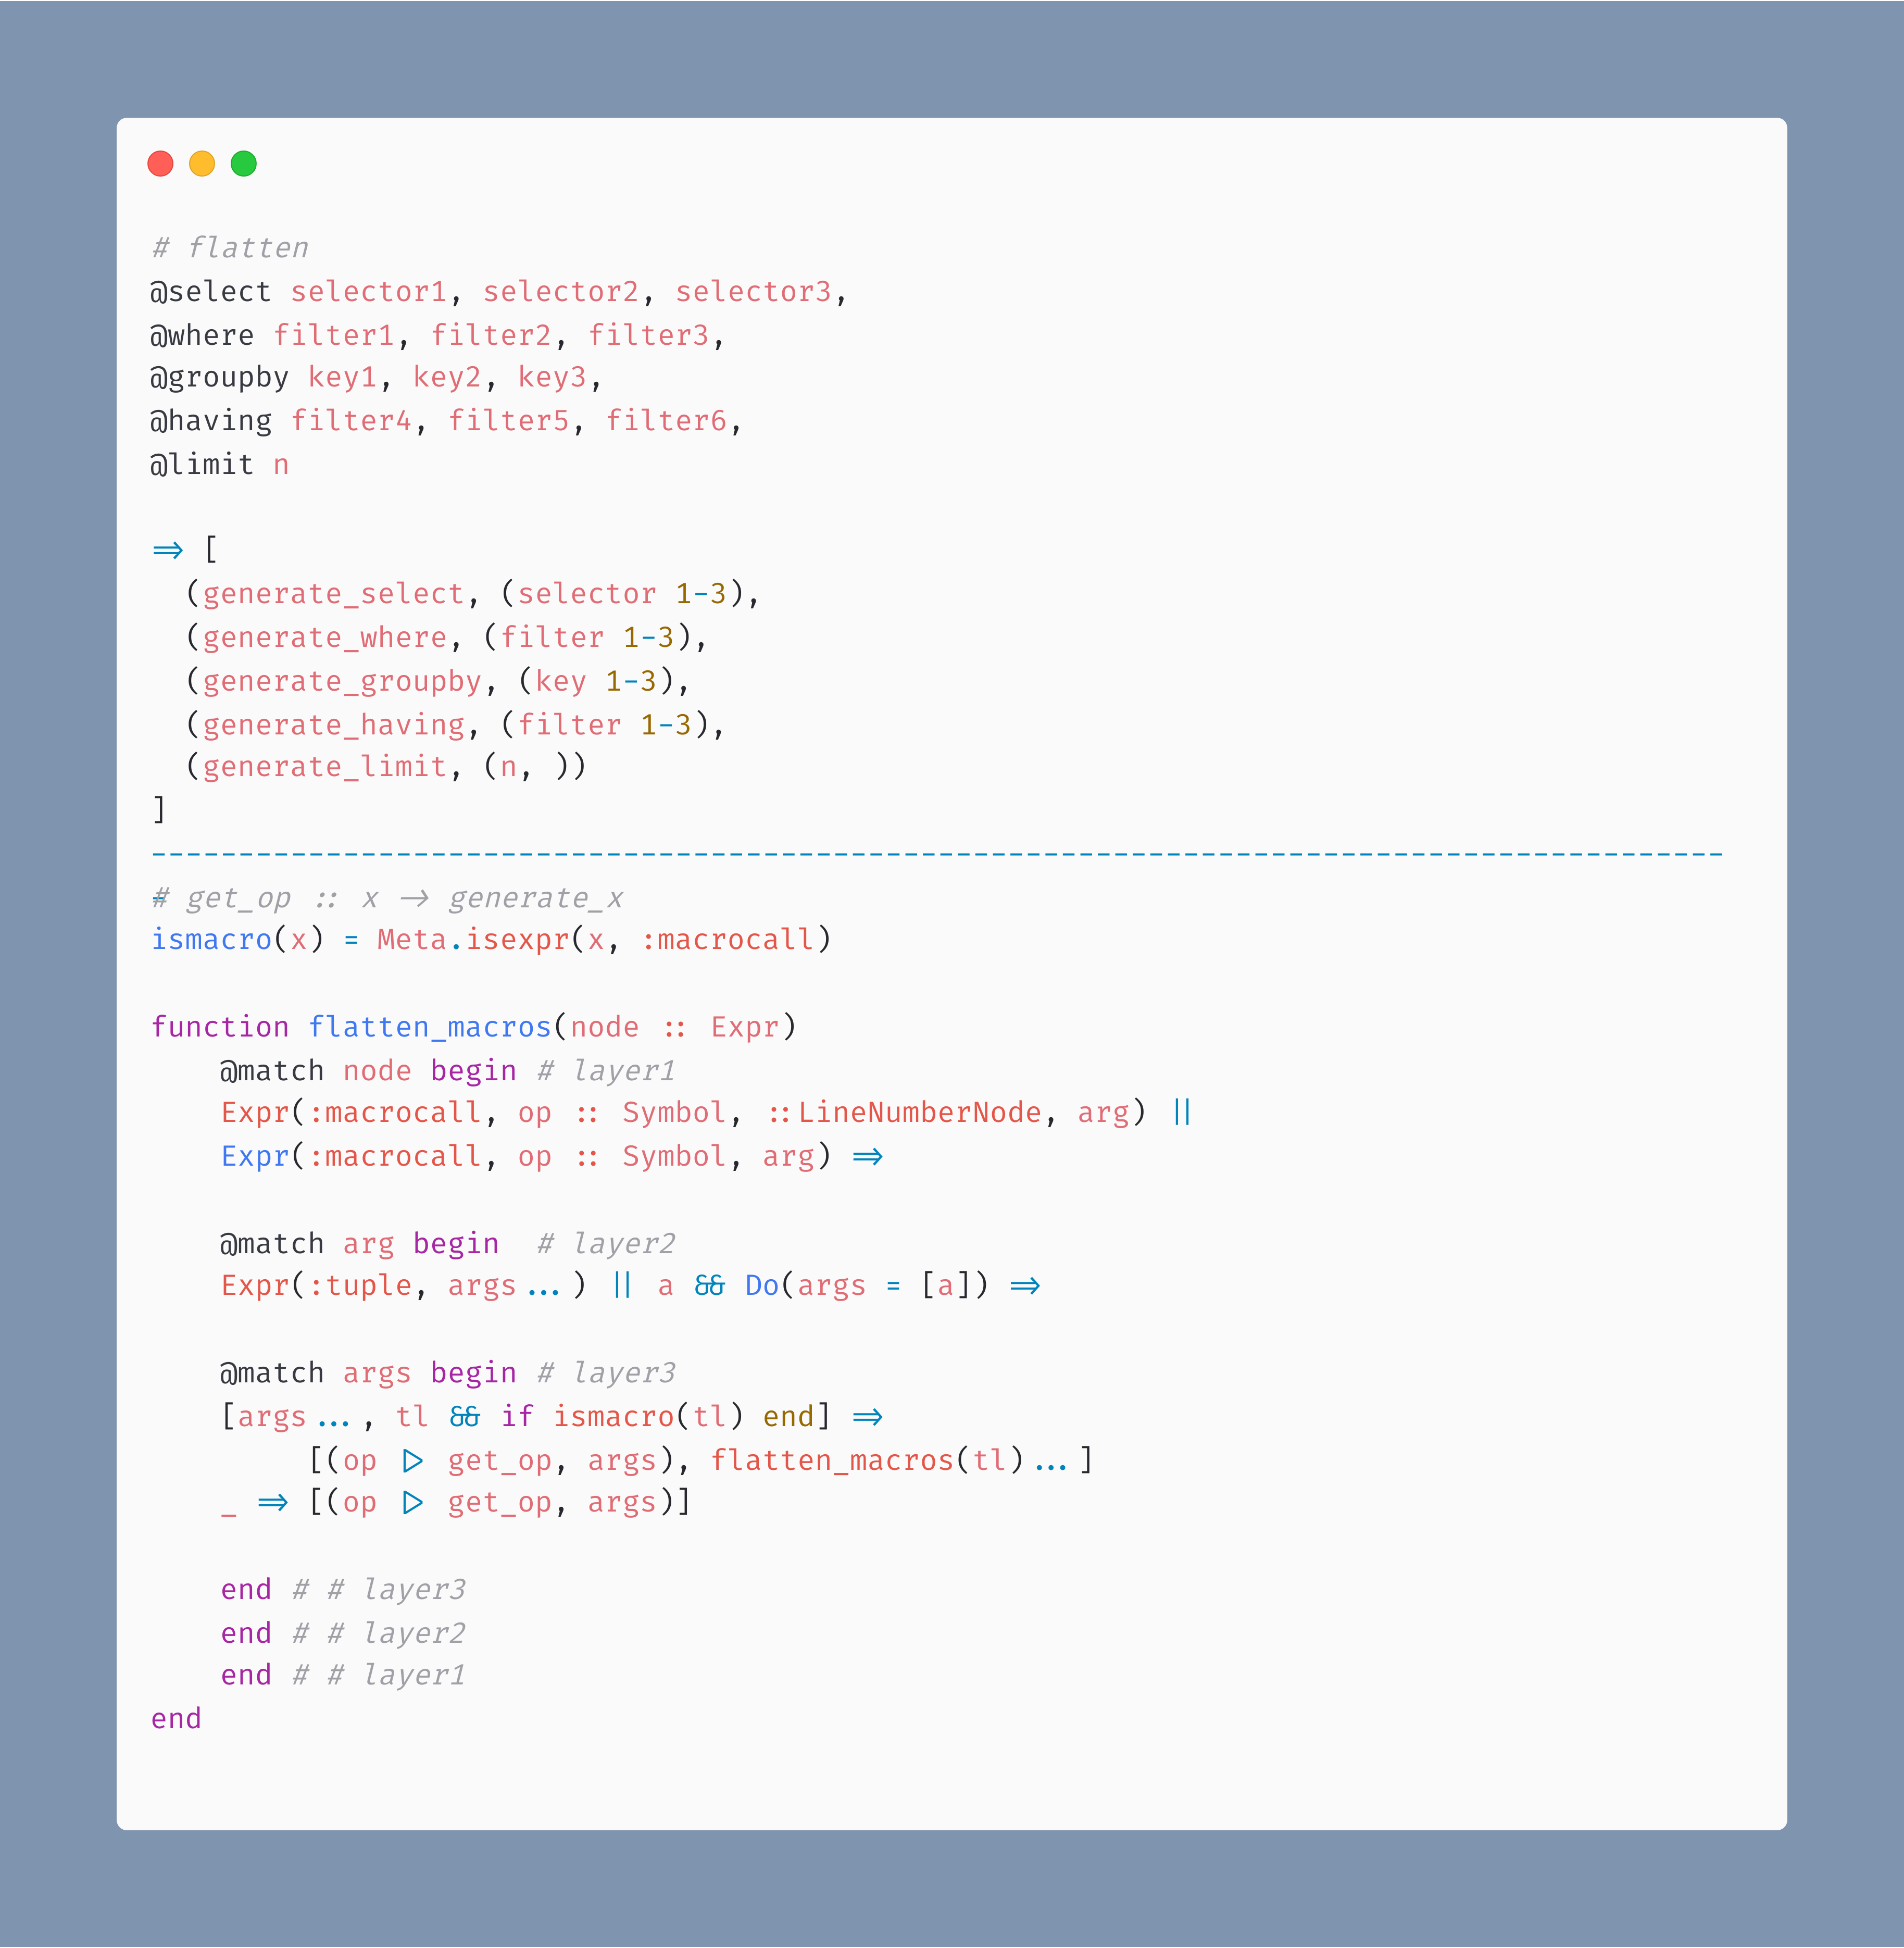 # flatten
@select selector1, selector2, selector3,
@where filter1, filter2, filter3,
@groupby key1, key2, key3,
@having filter4, filter5, filter6,
@limit n

=> [
  (generate_select, (selector 1-3),
  (generate_where, (filter 1-3),
  (generate_groupby, (key 1-3),
  (generate_having, (filter 1-3),
  (generate_limit, (n, ))
]
------------------------------------------------------------------------------------------
# get_op :: x -> generate_x
ismacro(x) = Meta.isexpr(x, :macrocall)

function flatten_macros(node :: Expr)
    @match node begin # layer1
    Expr(:macrocall, op :: Symbol, ::LineNumberNode, arg) ||
    Expr(:macrocall, op :: Symbol, arg) =>

    @match arg begin  # layer2
    Expr(:tuple, args...) || a && Do(args = [a]) =>

    @match args begin # layer3
    [args..., tl && if ismacro(tl) end] =>
         [(op |> get_op, args), flatten_macros(tl)...]
    _ => [(op |> get_op, args)]

    end # # layer3
    end # # layer2
    end # # layer1
end